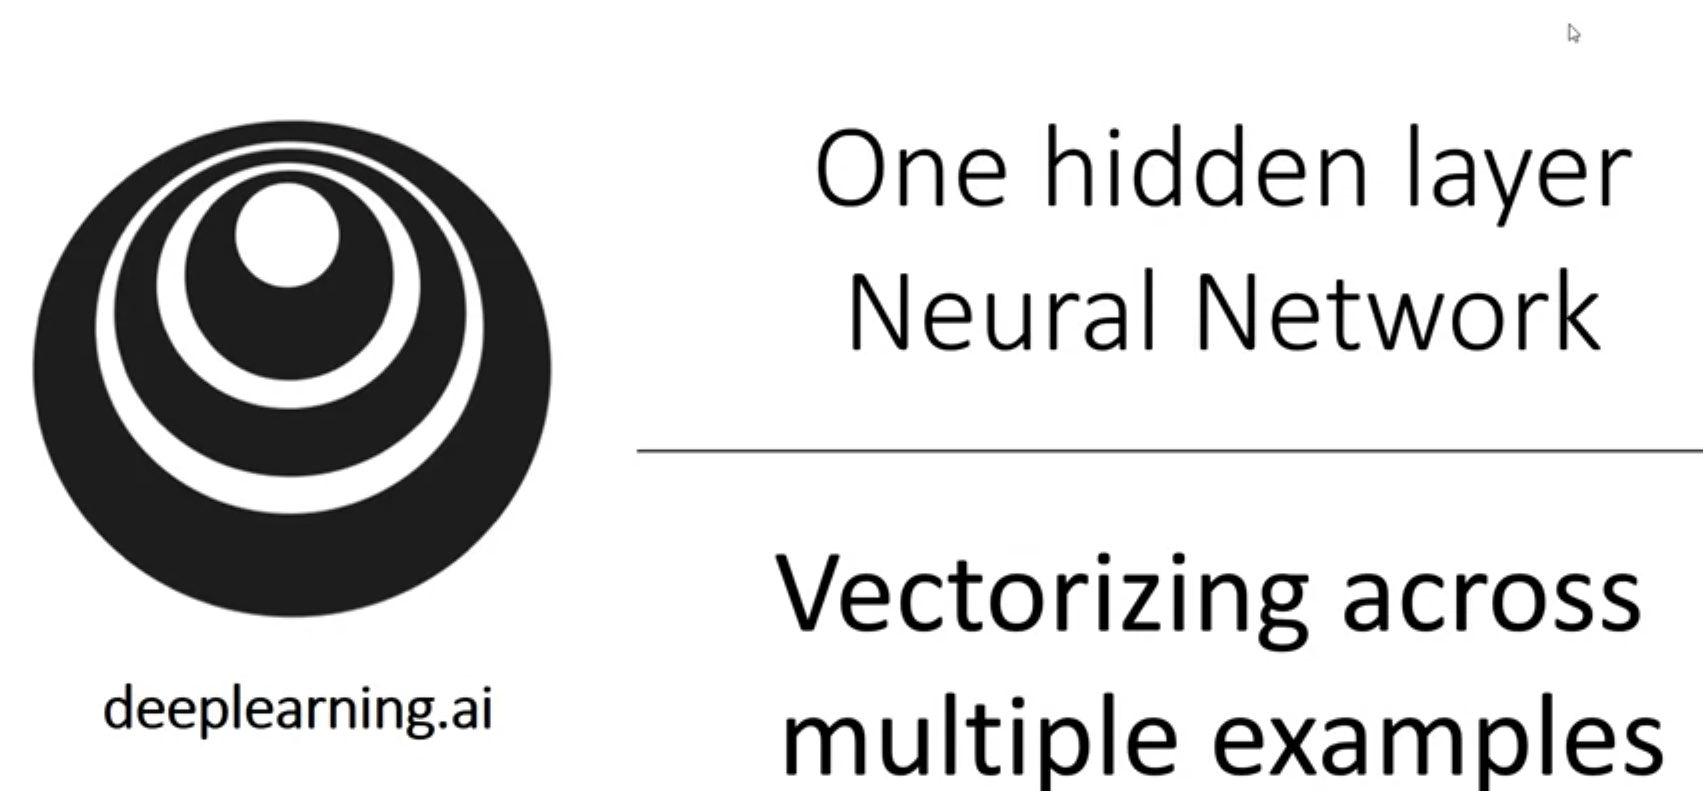 One hidden layer
Neural Network
Vectorizing across
multiple examples
deeplearning.ai